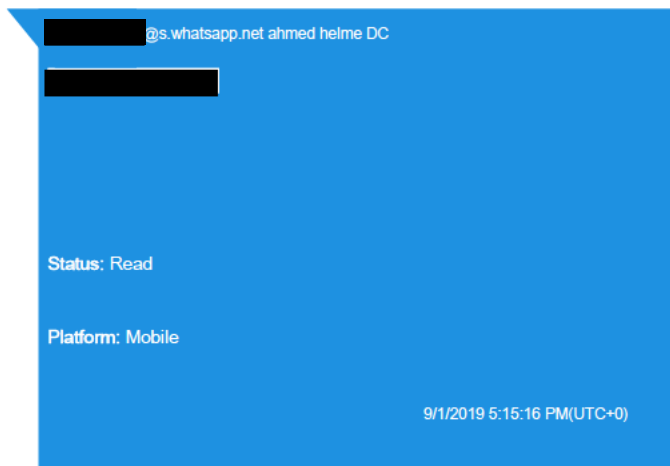 @s.whatsapp.net ahmed helme DC
Status: Read
Platform: Mobile
9/1/2019 5:15:16 PM(UTC+0)